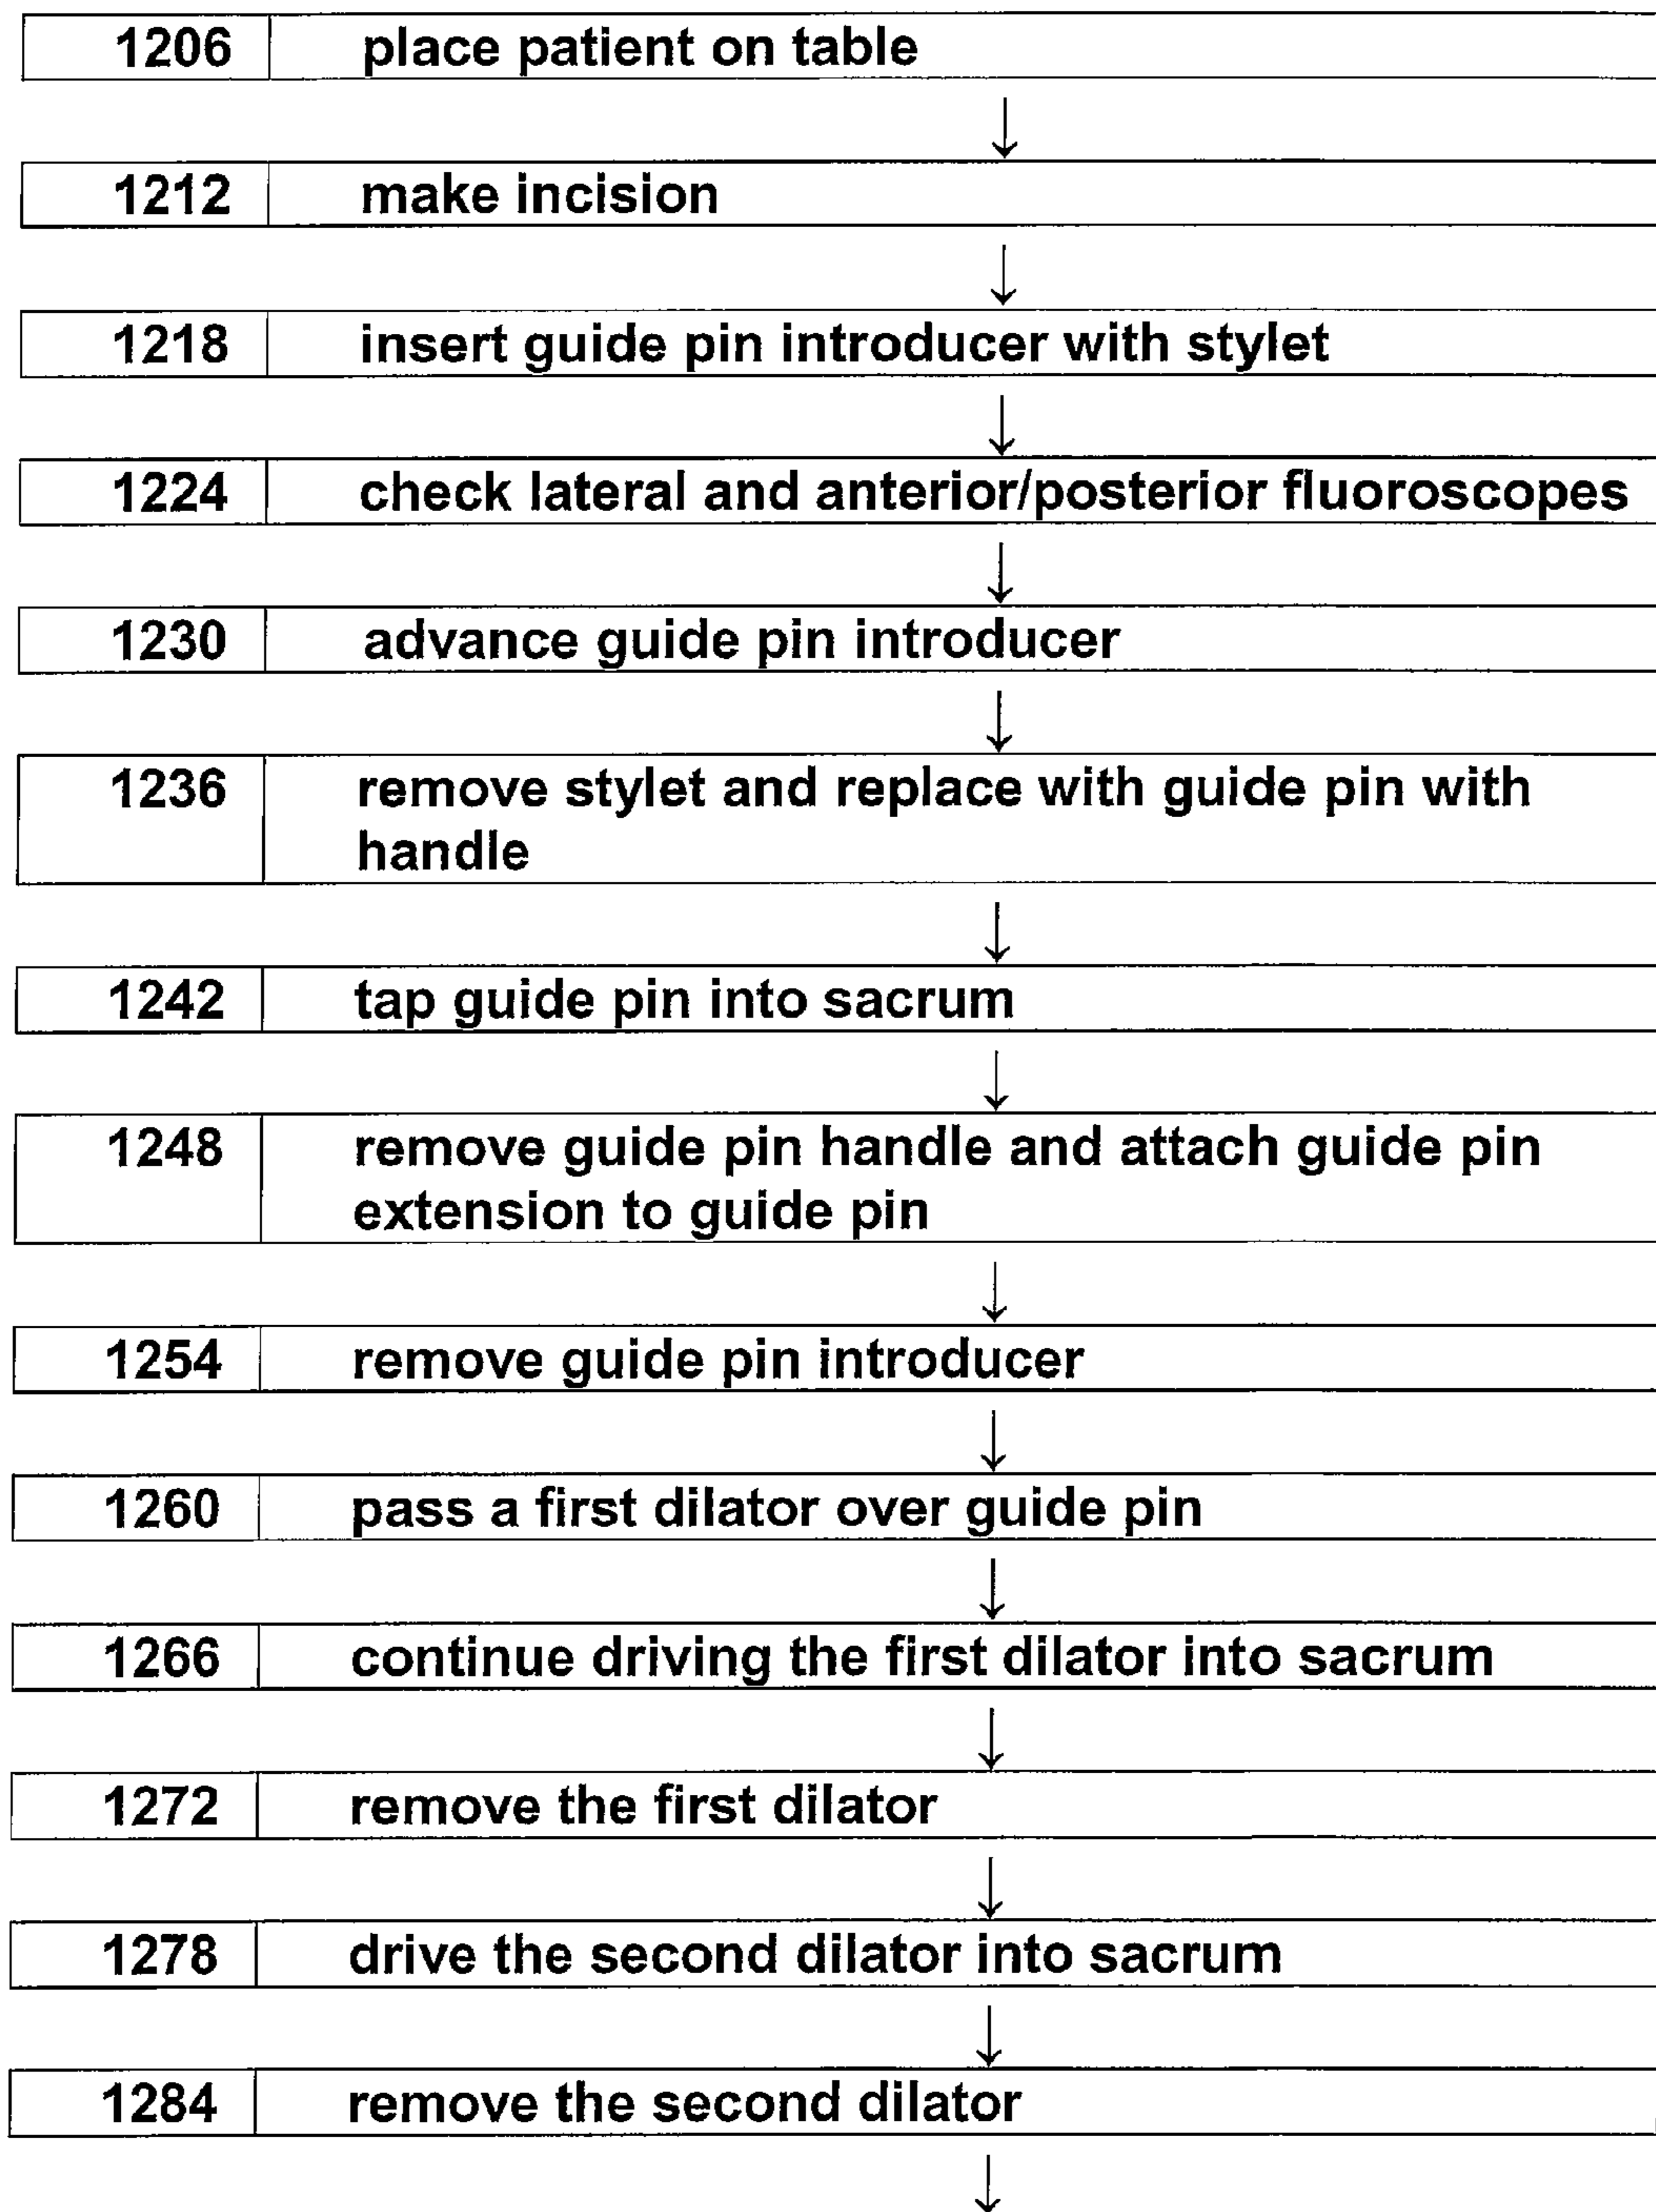 1206 place patient on table
1212 make incision
1218 insert guide pin introducer with stylet
1224 check lateral and anterior/posterior fluoroscopes
1230 advance guide pin introducer
1236 remove stylet and replace with guide pin with
handle
1242 tap guide pin into sacrum
1248 remove guide pin handle and attach guide pin
extension to guide pin
1254 remove guide pin introducer
1260 pass a first dilator over guide pin
1266 continue driving the first dilator into sacrum
1272 remove the first dilator
1278 drive the second dilator into sacrum
1284 remove the second dilator